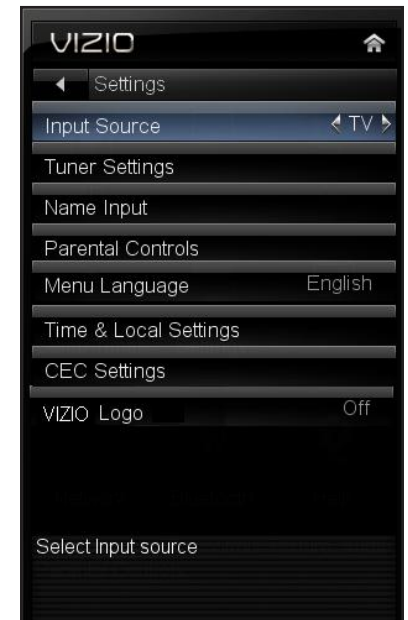 VIZIO
Settings
Input Source TV
Tuner Settings
Name Input
Parental Controls
Menu Language English
Time & Local Settings
CEC Settings
VIZIO Logo Off
Select Input source